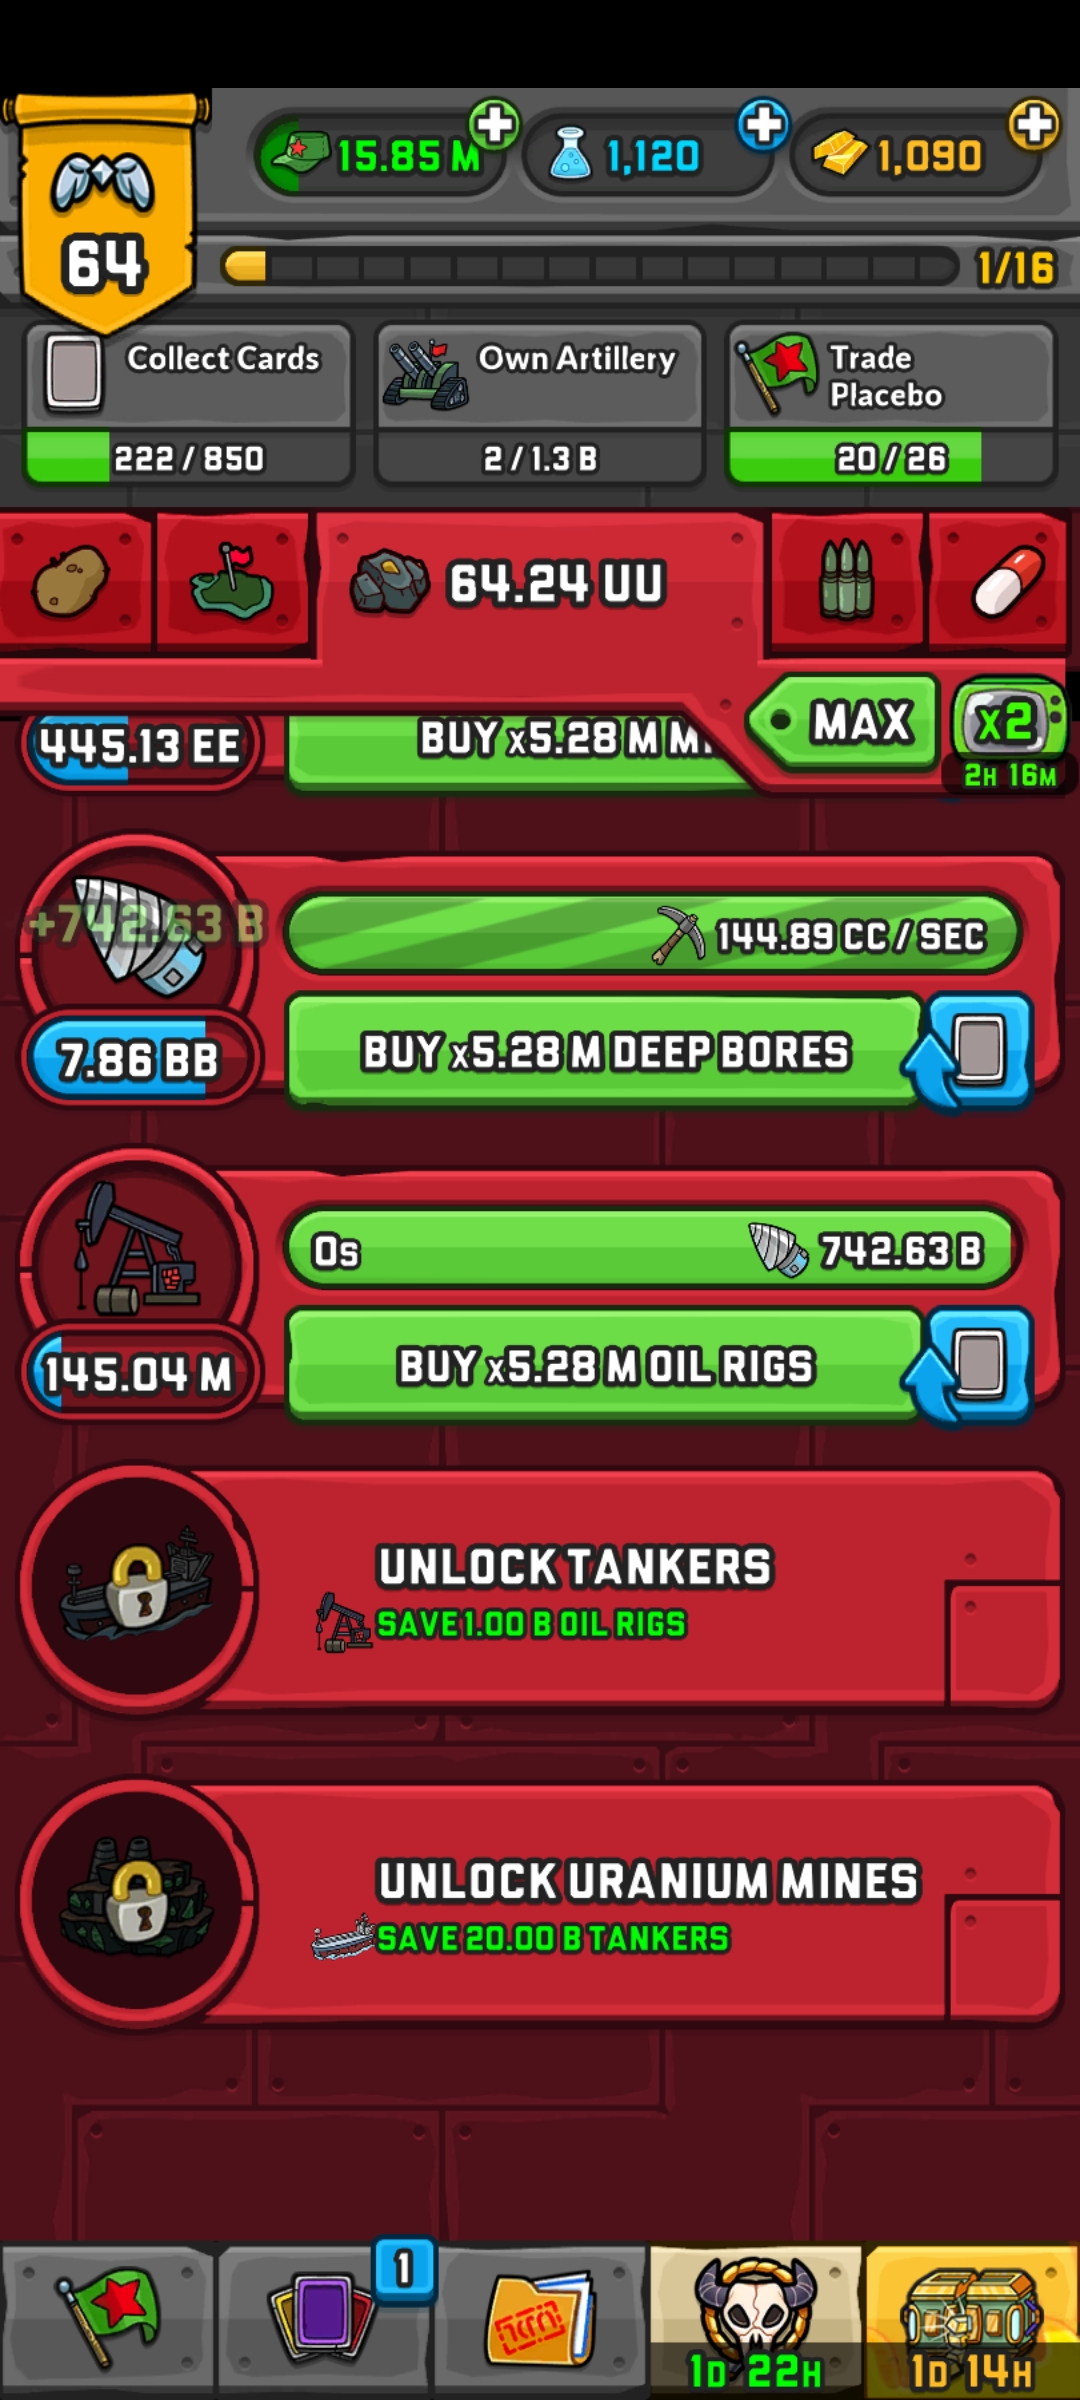 15.85 M
1,120
1,090
64
1/16
Collect Cards
222 / 850
Own Artillery
2 / 1.3 B
Trade
Placebo
20 / 26
64.24 UU
MAX
x2
2H 16M
445.13 EE
BUY x5.28 M
+742.63 B
144.89 CC / SEC
7.86 BB
BUY x5.28 M DEEP BORES
0s
742.63 B
145.04 M
BUY x5.28 M OIL RIGS
UNLOCK TANKERS
SAVE 1.00 B OIL RIGS
UNLOCK URANIUM MINES
SAVE 20.00 B TANKERS
1
1D 22H
1D 14H